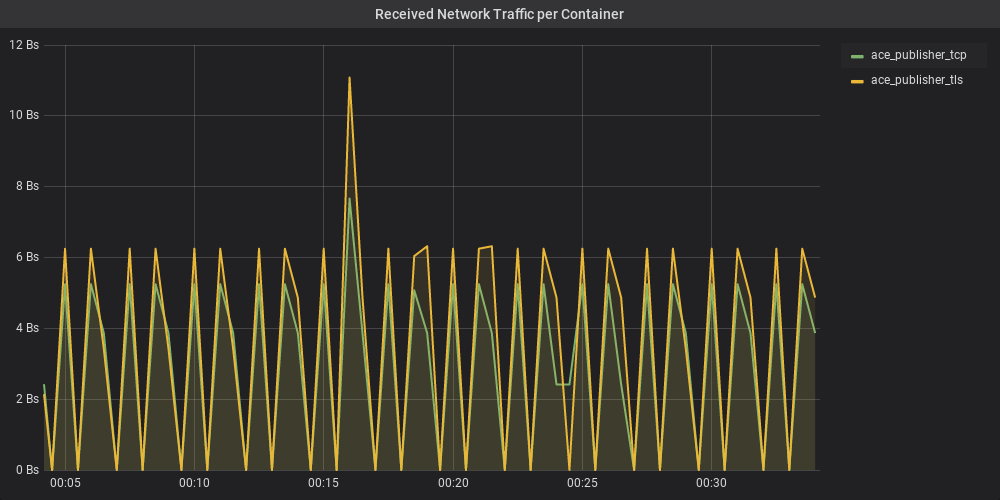 Received Network Traffic per Container
12 Bs
10 Bs
8 Bs
6 Bs
4 Bs
2 Bs
0 Bs
00:05 00:10 00:15 00:20 00:25 00:30
ace_publisher_tcp
ace_publisher_tls